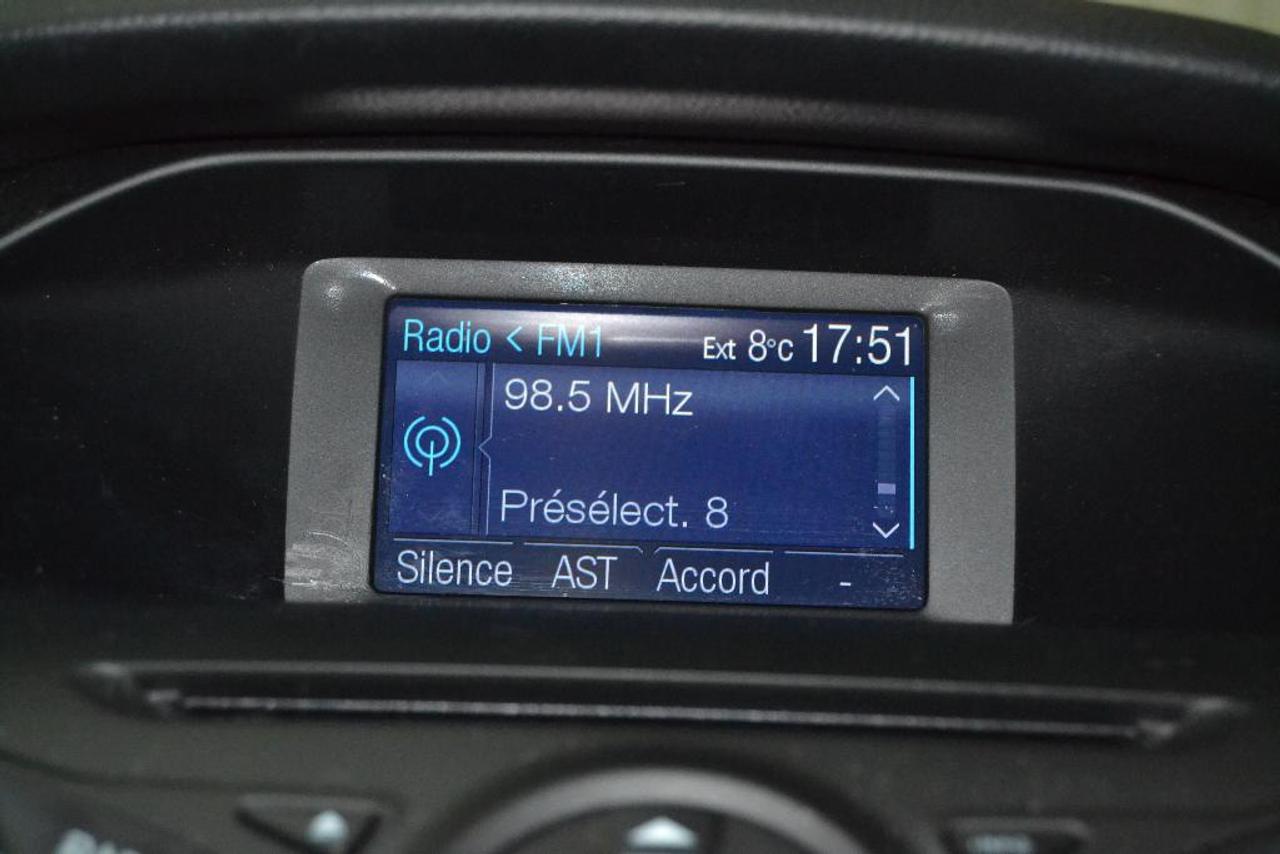 Radio < FM1 Ext 8°C 17:51
98.5 MHz
Présélect. 8
Silence AST Accord -